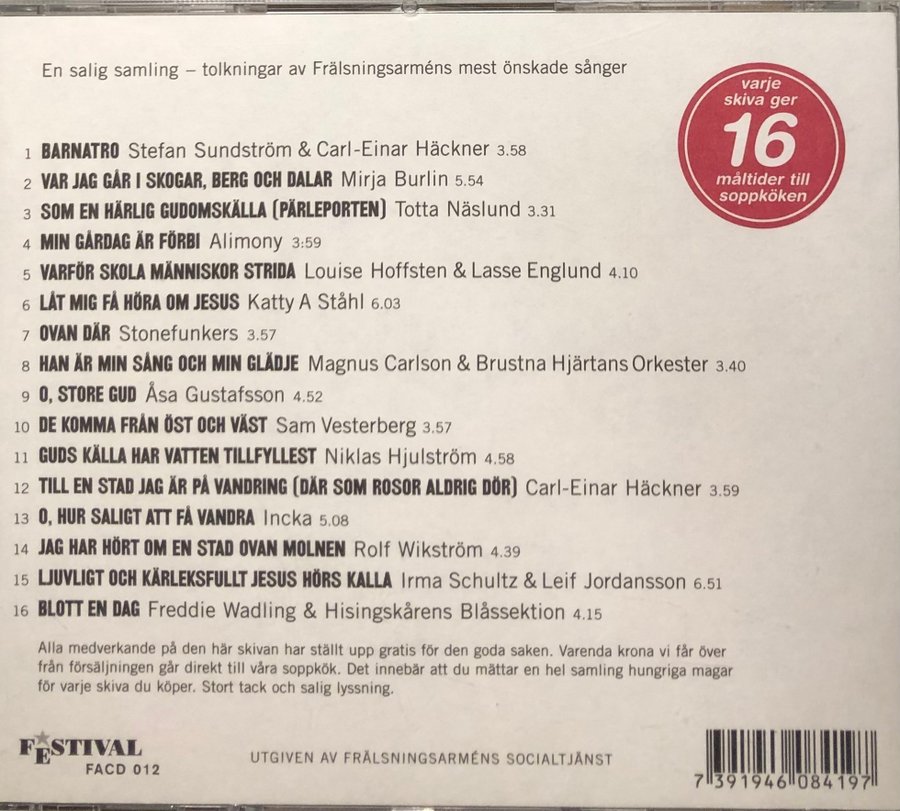 En salig samling – tolkningar av Frälsningsarméns mest önskade sånger
varje
skiva ger
16
måltider till
soppköken
1 BARNATRO Stefan Sundström & Carl-Einar Häckner 3.58
2 VAR JAG GÅR I SKOGAR, BERG OCH DALAR Mirja Burlin 5.54
3 SOM EN HÄRLIG GUDOMSKÄLLA (PÄRLEPORTEN) Totta Näslund 3.31
4 MIN GÅRDAG ÄR FÖRBI Alimony 3:59
5 VARFÖR SKOLA MÄNNISKOR STRIDA Louise Hoffsten & Lasse Englund 4.10
6 LÅT MIG FÅ HÖRA OM JESUS Katty A Ståhl 6.03
7 OVAN DÄR Stonefunkers 3.57
8 HAN ÄR MIN SÅNG OCH MIN GLÄDJE Magnus Carlson & Brustna Hjärtans Orkester 3.40
9 O, STORE GUD Åsa Gustafsson 4.52
10 DE KOMMA FRÅN ÖST OCH VÄST Sam Vesterberg 3.57
11 GUDS KÄLLA HAR VATTEN TILLFYLLEST Niklas Hjulström 4.58
12 TILL EN STAD JAG ÄR PÅ VANDRING (DÄR SOM ROSOR ALDRIG DÖR) Carl-Einar Häckner 3.59
13 O, HUR SALIGT ATT FÅ VANDRA Incka 5.08
14 JAG HAR HÖRT OM EN STAD OVAN MOLNEN Rolf Wikström 4.39
15 LJUVLIGT OCH KÄRLEKSFULLT JESUS HÖRS KALLA Irma Schultz & Leif Jordansson 6.51
16 BLOTT EN DAG Freddie Wadling & Hisingskårens Blåssektion 4.15
Alla medverkande på den här skivan har ställt upp gratis för den goda saken. Varenda krona vi får över
från försäljningen går direkt till våra soppkök. Det innebär att du mättar en hel samling hungriga magar
för varje skiva du köper. Stort tack och salig lyssning.
FESTIVAL
FACD 012
UTGIVEN AV FRÄLSNINGSARMÉNS SOCIALTJÄNST
7 391946 084197